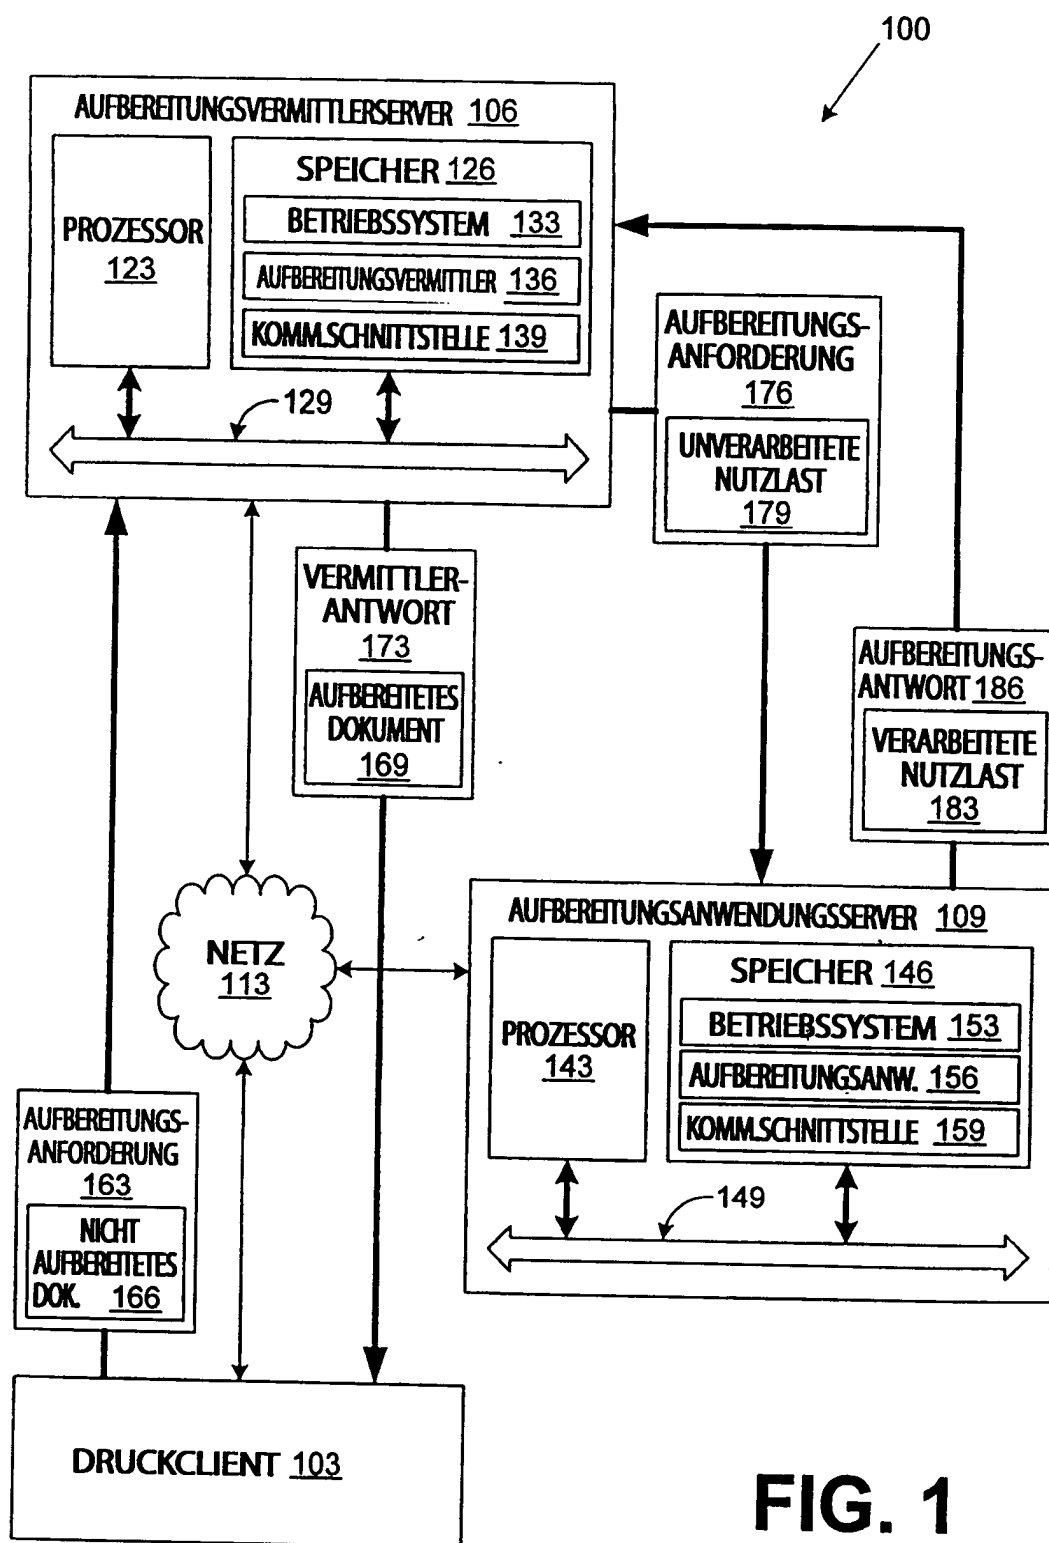 100
AUFBEREITUNGSVERMITTLERSERVER 106
PROZESSOR
123
SPEICHER 126
BETRIEBSSYSTEM 133
AUFBEREITUNGSVERMITTLER 136
KOMM.SCHNITTSTELLE 139
129
AUFBEREITUNGS-
ANFORDERUNG
176
UNVERARBEITETE
NUTZLAST
179
VERMITTLER-
ANTWORT
173
AUFBEREITETES
DOKUMENT
169
AUFBEREITUNGS-
ANTWORT 186
VERARBEITETE
NUTZLAST
183
NETZ
113
AUFBEREITUNGSANWENDUNGSSERVER 109
PROZESSOR
143
SPEICHER 146
BETRIEBSSYSTEM 153
AUFBEREITUNGSANW. 156
KOMM.SCHNITTSTELLE 159
149
AUFBEREITUNGS-
ANFORDERUNG
163
NICHT
AUFBEREITETES
DOK. 166
DRUCKCLIENT 103
FIG. 1